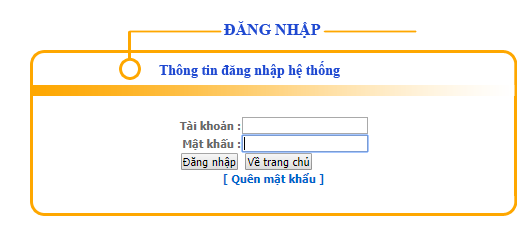 ĐĂNG NHẬP
Thông tin đăng nhập hệ thống
Tài khoản :
Mật khẩu :
Đăng nhập Về trang chủ
[ Quên mật khẩu ]